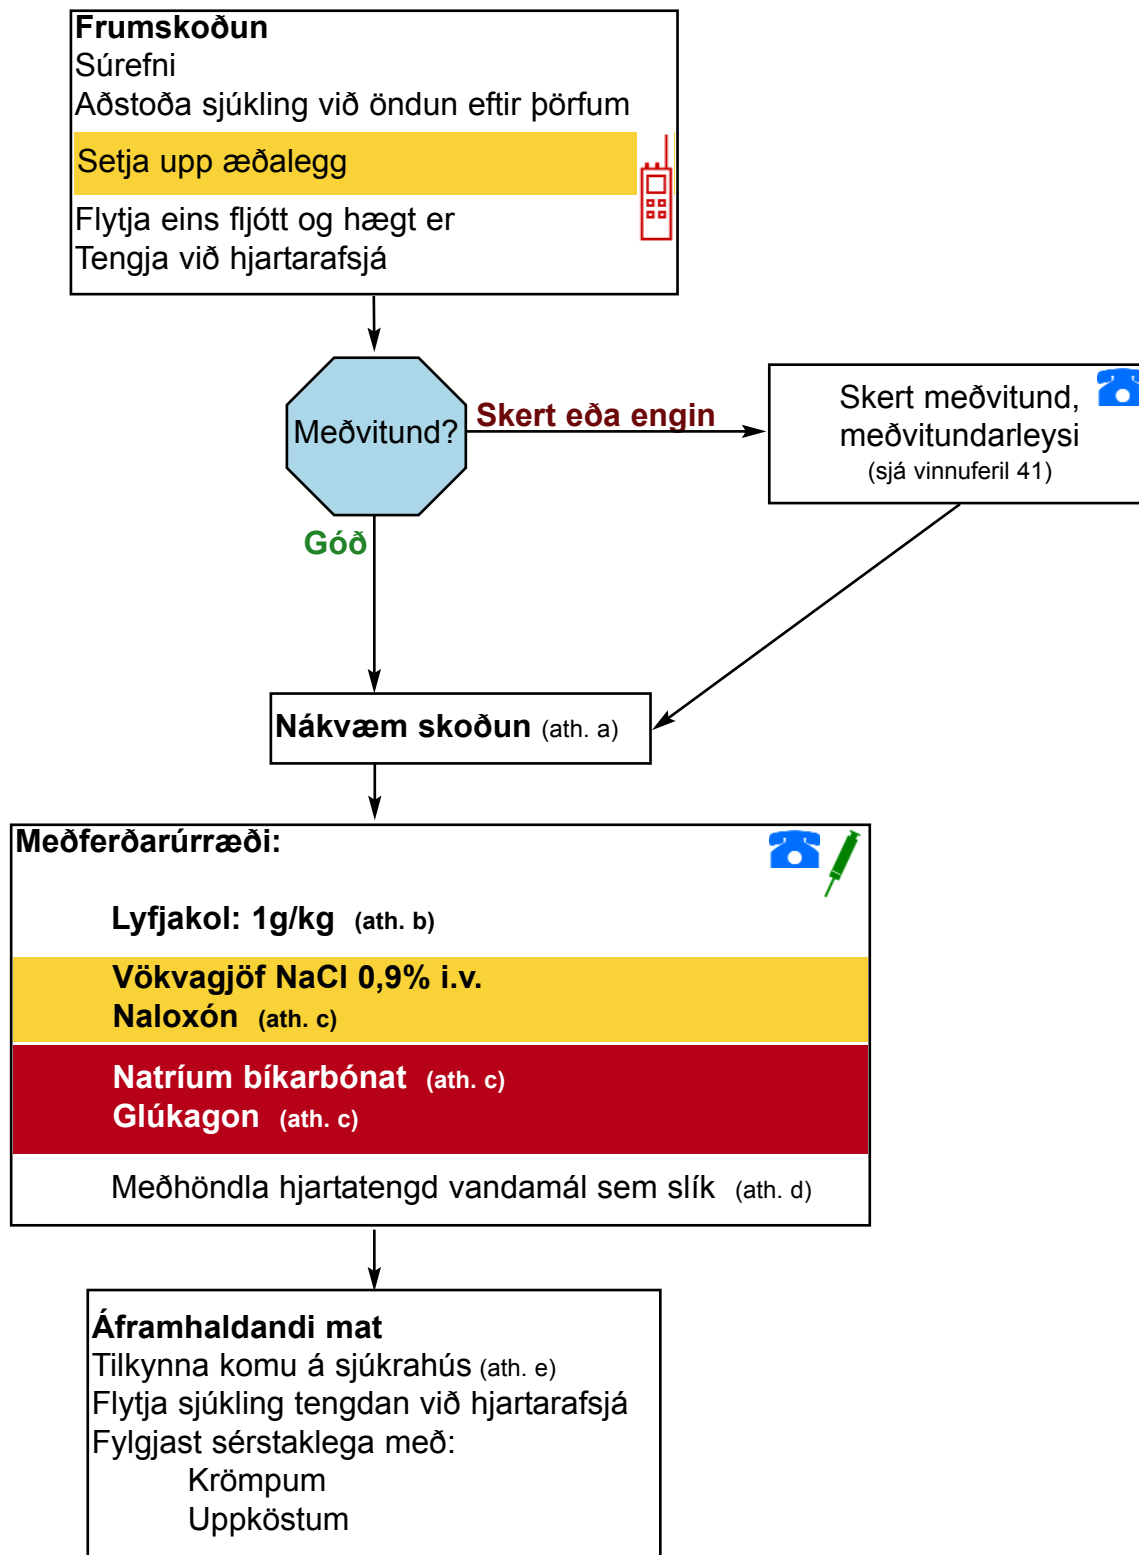 Frumskoðun
Súrefni
Aðstoða sjúkling við öndun eftir þörfum
Setja upp æðalegg
Flytja eins fljótt og hægt er
Tengja við hjartarafsjá
Meðvitund?
Skert eða engin
Skert meðvitund,
meðvitundarleysi
(sjá vinnuferil 41)
Góð
Nákvæm skoðun (ath. a)
Meðferðarúrræði:
Lyfjakol: 1g/kg (ath. b)
Vökvagjöf NaCl 0,9% i.v.
Naloxón (ath. c)
Natríum bíkarbónat (ath. c)
Glúkagon (ath. c)
Meðhöndla hjartatengd vandamál sem slík (ath. d)
Áframhaldandi mat
Tilkynna komu á sjúkrahús (ath. e)
Flytja sjúkling tengdan við hjartarafsjá
Fylgjast sérstaklega með:
Krömpum
Uppköstum